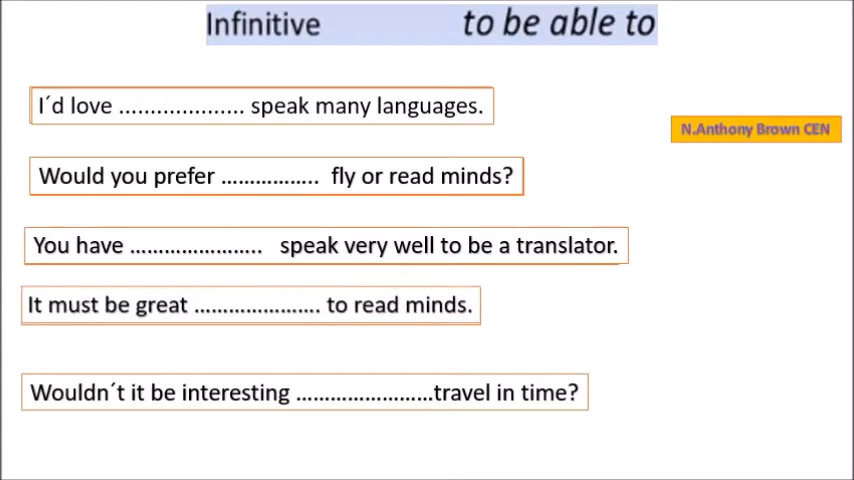 Infinitive to be able to
I´d love .................... speak many languages.
N.Anthony Brown CEN
Would you prefer …………….. fly or read minds?
You have ………………….. speak very well to be a translator.
It must be great …………………. to read minds.
Wouldn´t it be interesting ……………………travel in time?